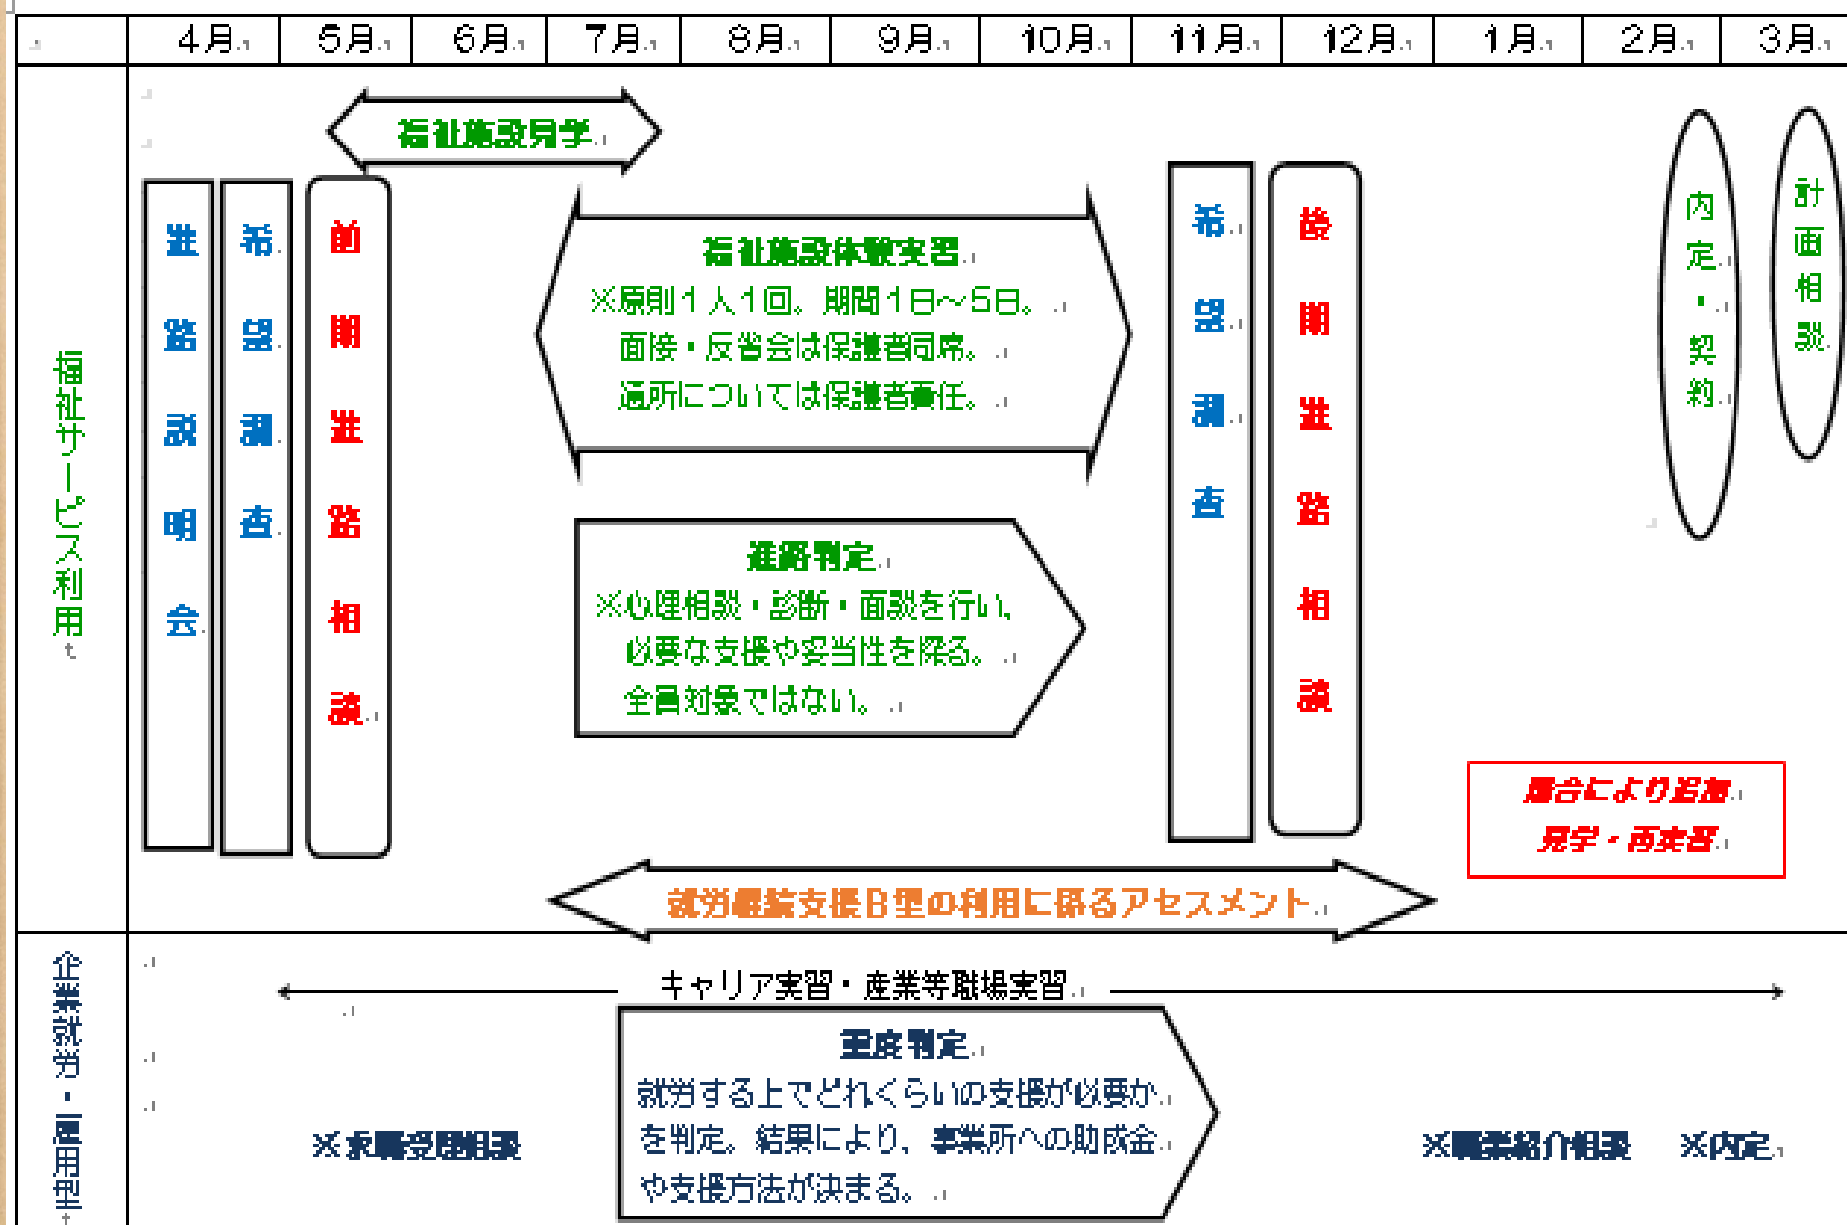 4月
5月
6月
7月
8月
9月
10月
11月
12月
1月
2月
3月
福祉サービス利用
進路説明会
希望調査
前期進路相談
福祉施設見学
福祉施設体験実習
※原則1人1回。期間1日～5日。
面接・反省会は保護者同席。
通所については保護者責任。
進路判定
※心理相談・診断・面談を行い、
必要な支援や妥当性を探る。
全員対象ではない。
希望調査
後期進路相談
内定・契約
計画相談
場合により追加
見学・再実習
就労継続支援B型の利用に係るアセスメント
企業就労・
キャリア実習・産業等職場実習
重度判定
就労する上でどれくらいの支援が必要か
を判定。結果により、事業所への助成金
や支援方法が決まる。
※求職受理相談
※職業紹介相談
※内定